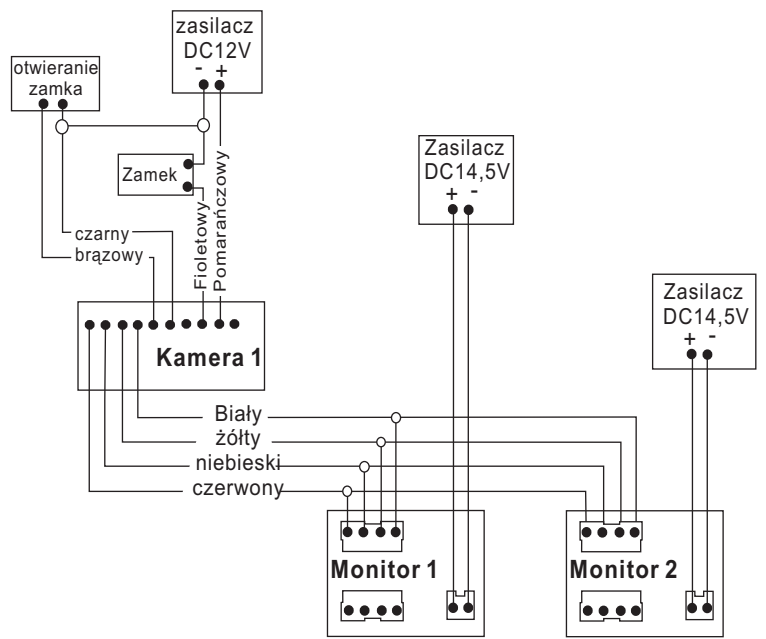 zasilacz
DC12V
- +
otwieranie
zamka
Zamek
Fioletowy
Pomarańczowy
czarny
brązowy
Zasilacz
DC14,5V
+ -
Zasilacz
DC14,5V
+ -
Kamera 1
Biały
żółty
niebieski
czerwony
Monitor 1
Monitor 2